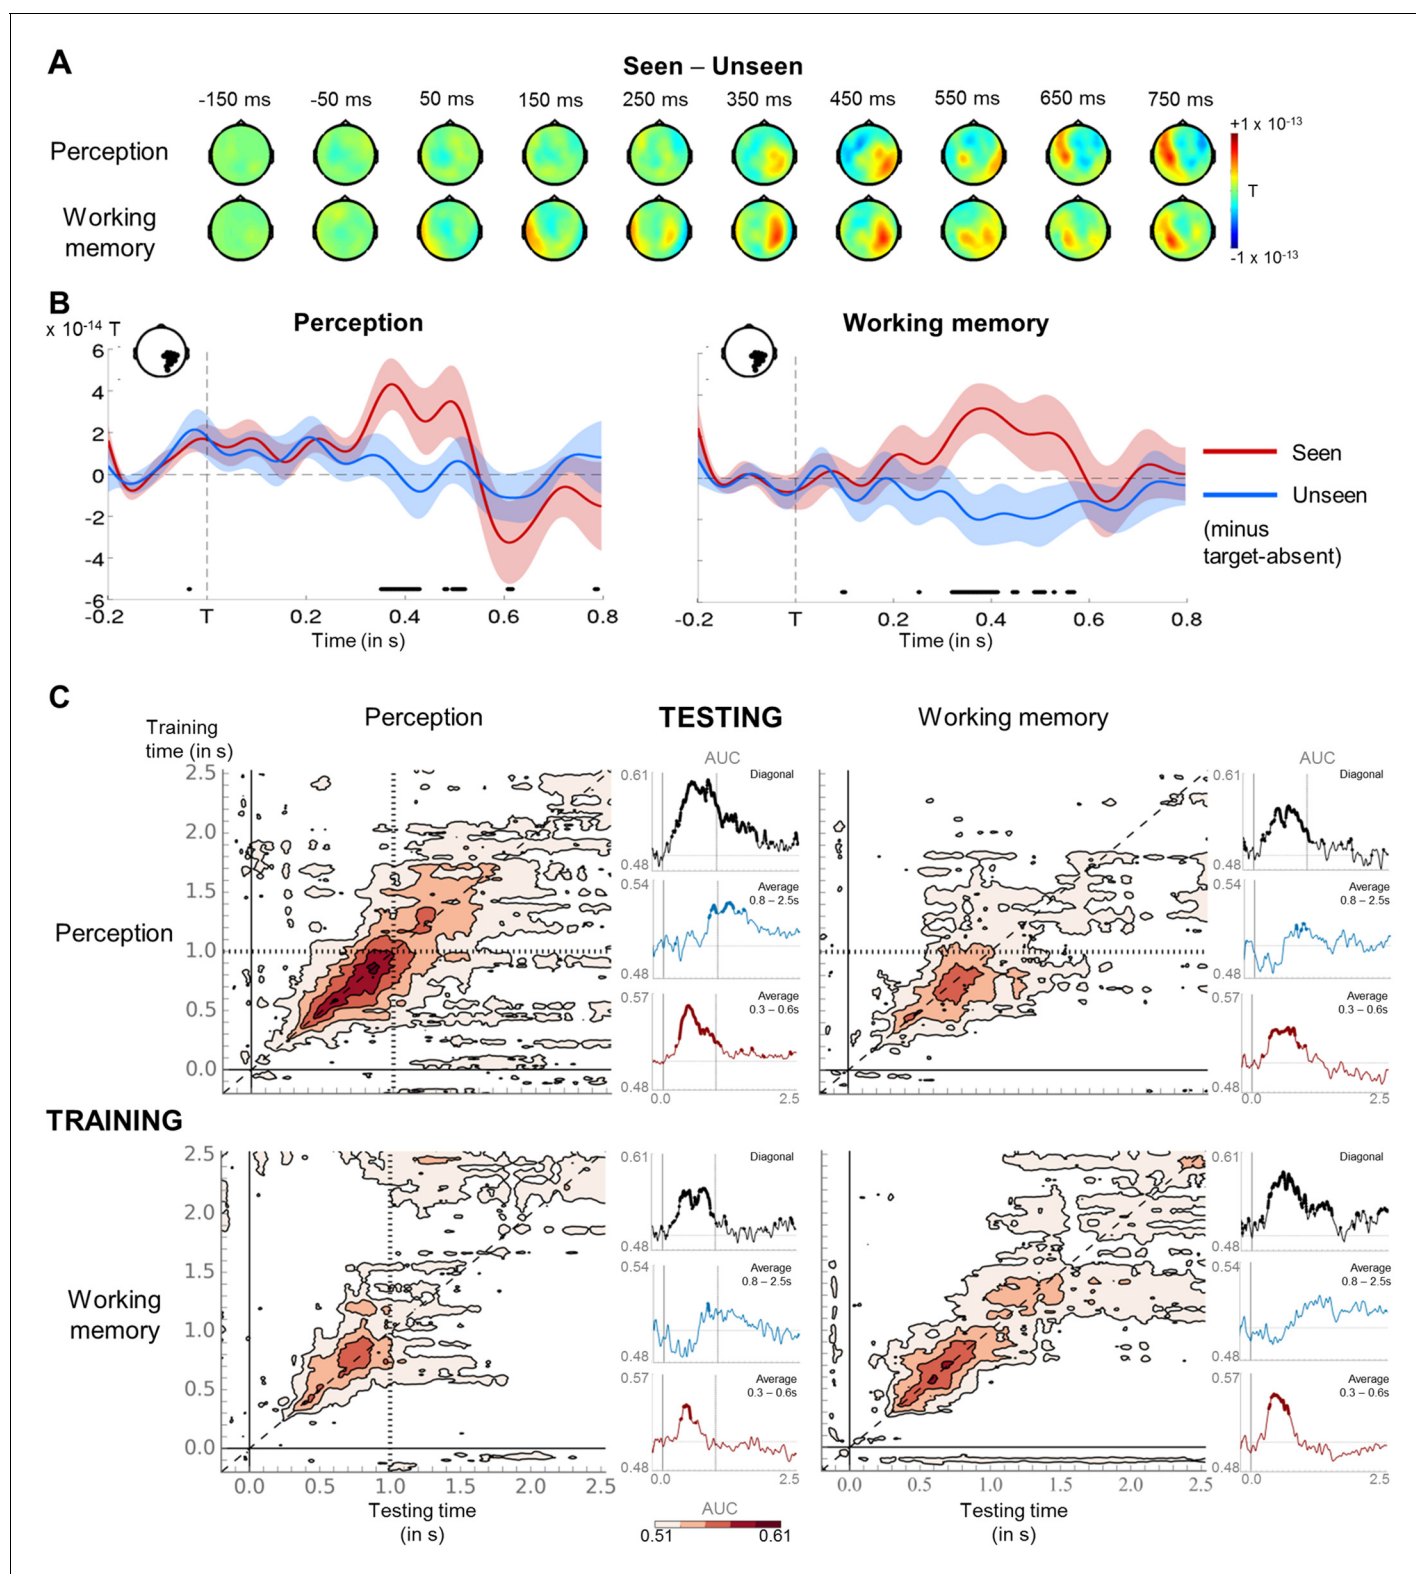 A
Seen – Unseen
-150 ms -50 ms 50 ms 150 ms 250 ms 350 ms 450 ms 550 ms 650 ms 750 ms
Perception
Working
memory
+1 x 10-13
T
-1 x 10-13
B
x 10-14 T
Perception
Working memory
6
4
2
0
-2
-4
-6
-0.2 T 0.2 0.4 0.6 0.8
Time (in s)
-0.2 T 0.2 0.4 0.6 0.8
Time (in s)
Seen
Unseen
(minus
target-absent)
C
Training
time (in s)
Perception
TESTING
Working memory
Perception
2.5
2.0
1.5
1.0
0.5
0.0
AUC
0.61
Diagonal
0.48
0.54
Average
0.8 – 2.5s
0.48
0.57
Average
0.3 – 0.6s
0.48
0.0 2.5
AUC
0.61
Diagonal
0.48
0.54
Average
0.8 – 2.5s
0.48
0.57
Average
0.3 – 0.6s
0.48
0.0 2.5
TRAINING
Working
memory
2.5
2.0
1.5
1.0
0.5
0.0
0.0 0.5 1.0 1.5 2.0 2.5
Testing time
(in s)
0.61
Diagonal
0.48
0.54
Average
0.8 – 2.5s
0.48
0.57
Average
0.3 – 0.6s
0.48
0.0 2.5
AUC
0.51 0.61
0.0 0.5 1.0 1.5 2.0 2.5
Testing time
(in s)
0.61
Diagonal
0.48
0.54
Average
0.8 – 2.5s
0.48
0.57
Average
0.3 – 0.6s
0.48
0.0 2.5